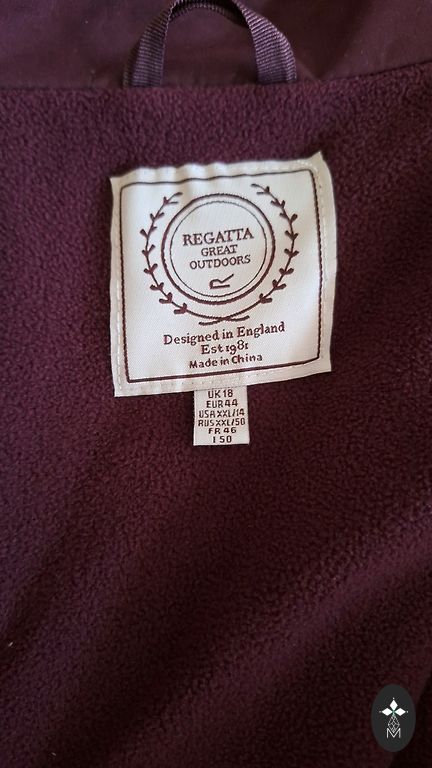 REGATTA
GREAT
OUTDOORS
R
Designed in England
Est 1981
Made in China
UK 18
EUR 44
USA XXL/14
RUS XXL/50
FR 46
I 50
M